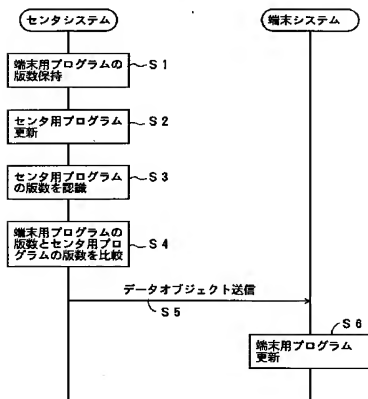 センタシステム
端末システム
端末用プログラムの
版数保持
S1
センタ用プログラム
更新
S2
センタ用プログラム
の版数を認識
S3
端末用プログラムの
版数とセンタ用プロ
グラムの版数を比較
S4
データオブジェクト送信
S5
S6
端末用プログラム
更新